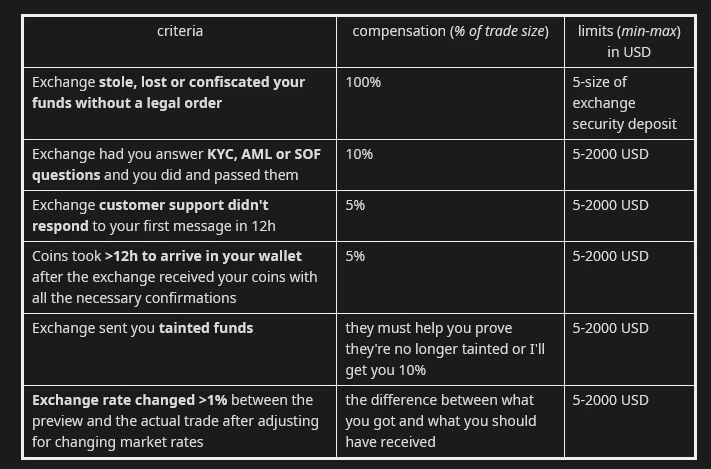 criteria
compensation (% of trade size)
limits (min-max)
in USD
Exchange stole, lost or confiscated your
funds without a legal order
100%
5-size of
exchange
security deposit
Exchange had you answer KYC, AML or SOF
questions and you did and passed them
10%
5-2000 USD
Exchange customer support didn't
respond to your first message in 12h
5%
5-2000 USD
Coins took >12h to arrive in your wallet
after the exchange received your coins with
all the necessary confirmations
5%
5-2000 USD
Exchange sent you tainted funds
they must help you prove
they're no longer tainted or I'll
get you 10%
5-2000 USD
Exchange rate changed >1% between the
preview and the actual trade after adjusting
for changing market rates
the difference between what
you got and what you should
have received
5-2000 USD